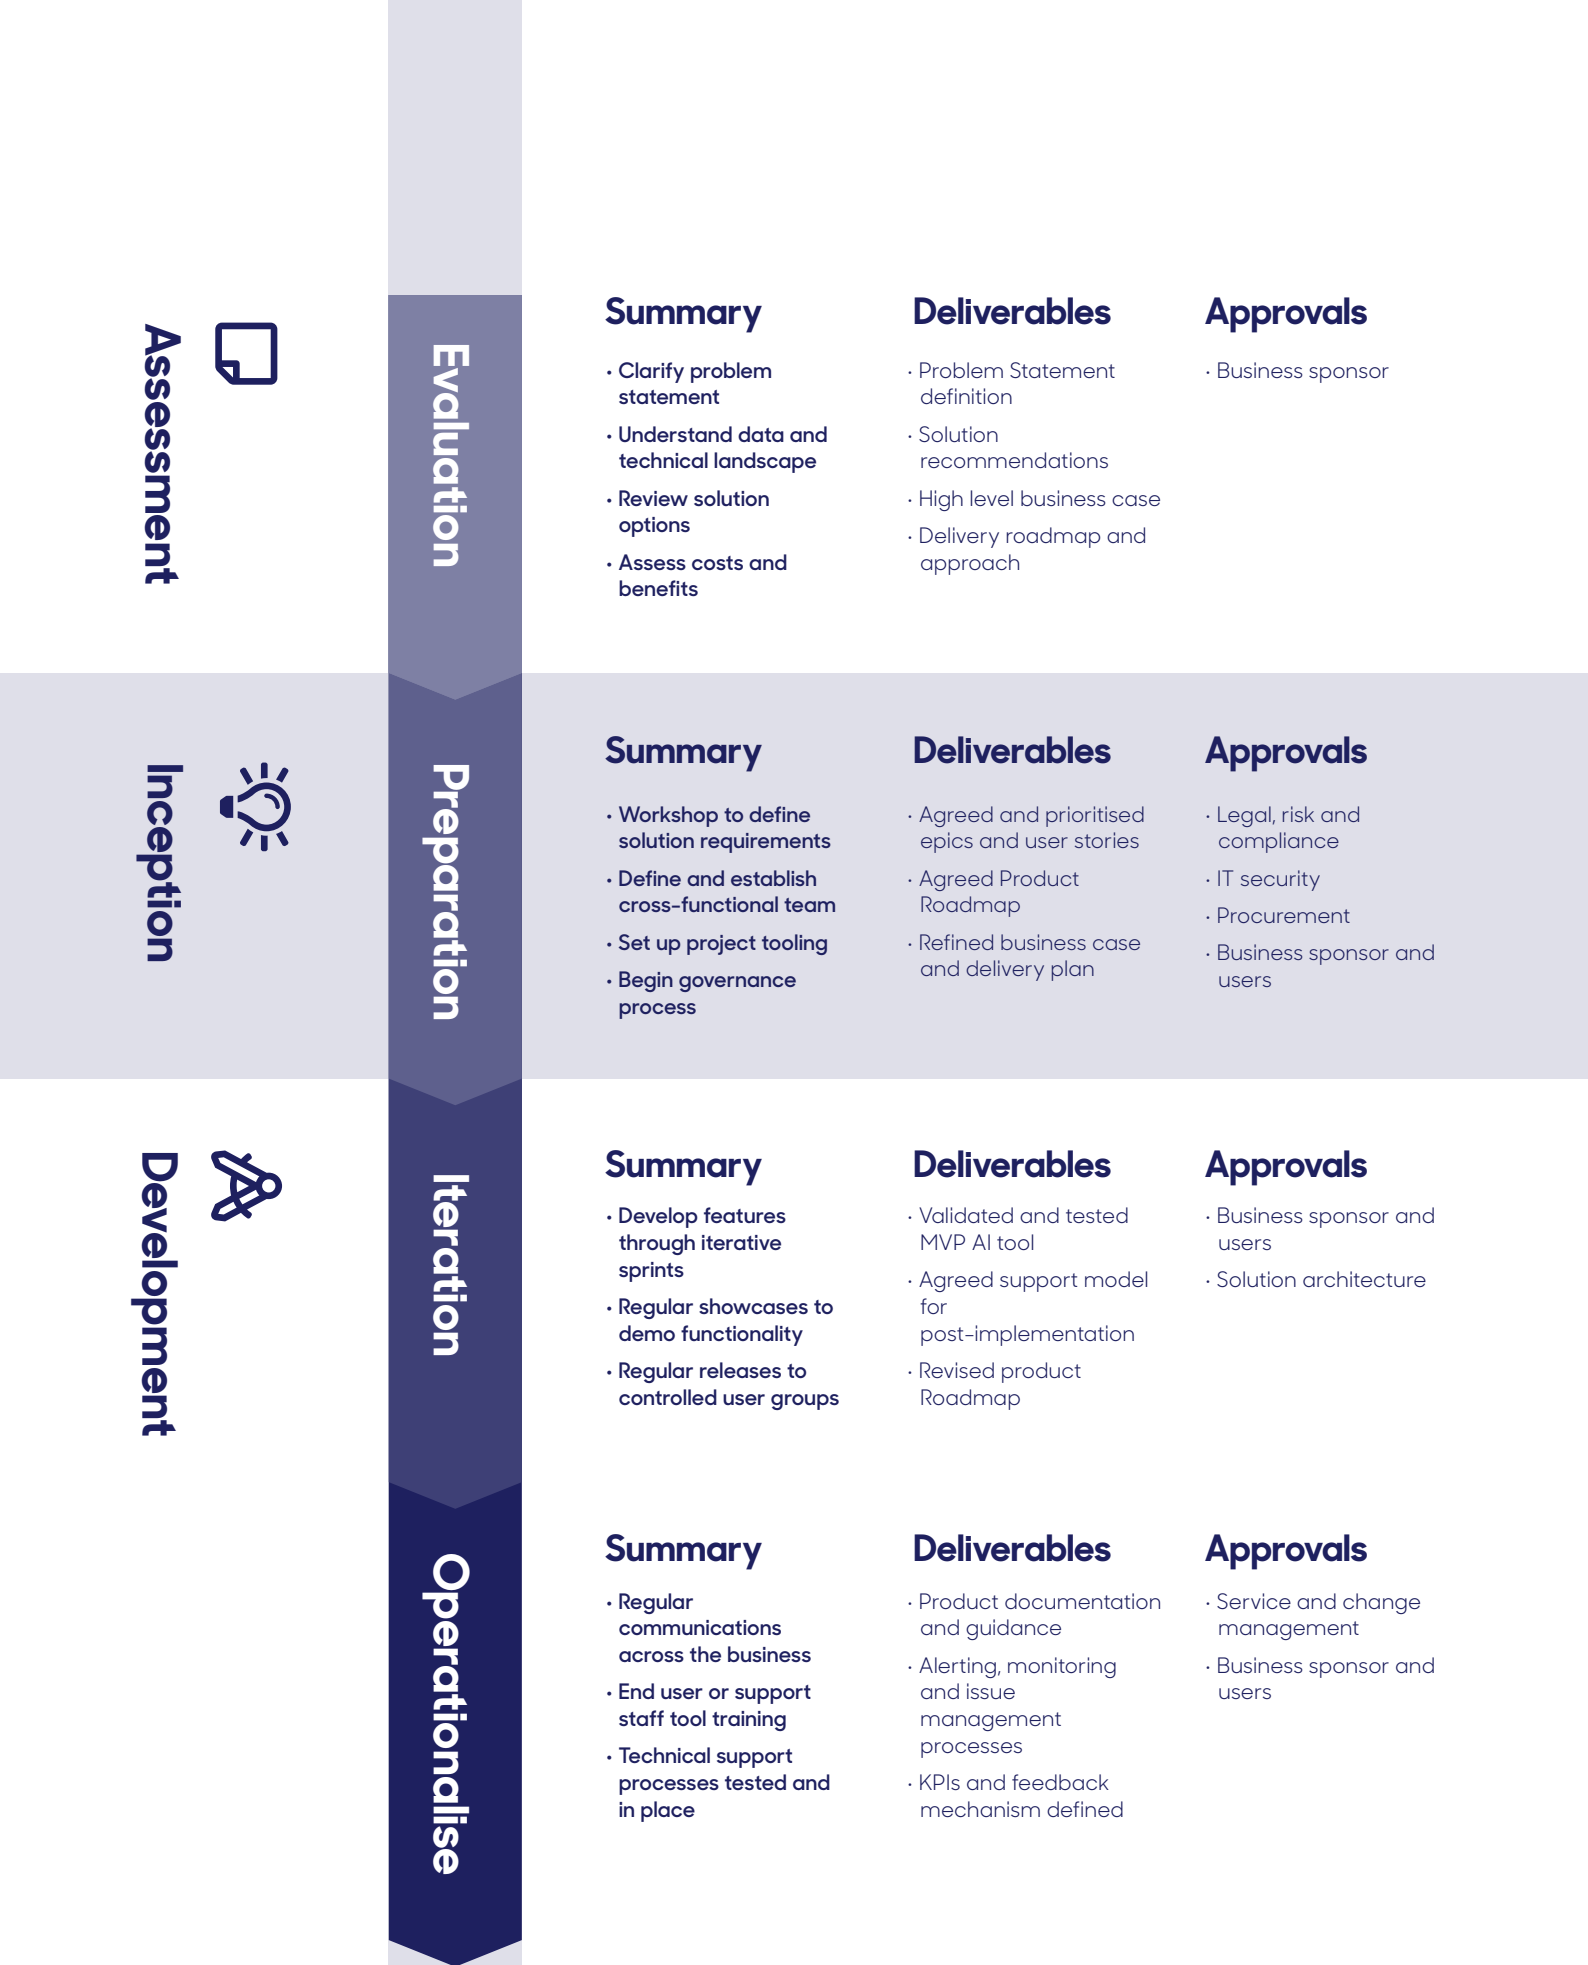 Assessment
Evaluation
Summary
· Clarify problem
statement
· Understand data and
technical landscape
· Review solution
options
· Assess costs and
benefits
Deliverables
· Problem Statement
definition
· Solution
recommendations
· High level business case
· Delivery roadmap and
approach
Approvals
· Business sponsor
Inception
Preparation
Summary
· Workshop to define
solution requirements
· Define and establish
cross-functional team
· Set up project tooling
· Begin governance
process
Deliverables
· Agreed and prioritised
epics and user stories
· Agreed Product
Roadmap
· Refined business case
and delivery plan
Approvals
· Legal, risk and
compliance
· IT security
· Procurement
· Business sponsor and
users
Development
Iteration
Summary
· Develop features
through iterative
sprints
· Regular showcases to
demo functionality
· Regular releases to
controlled user groups
Deliverables
· Validated and tested
MVP AI tool
· Agreed support model
for
post-implementation
· Revised product
Roadmap
Approvals
· Business sponsor and
users
· Solution architecture
Operationalise
Summary
· Regular
communications
across the business
· End user or support
staff tool training
· Technical support
processes tested and
in place
Deliverables
· Product documentation
and guidance
· Alerting, monitoring
and issue
management
processes
· KPIs and feedback
mechanism defined
Approvals
· Service and change
management
· Business sponsor and
users